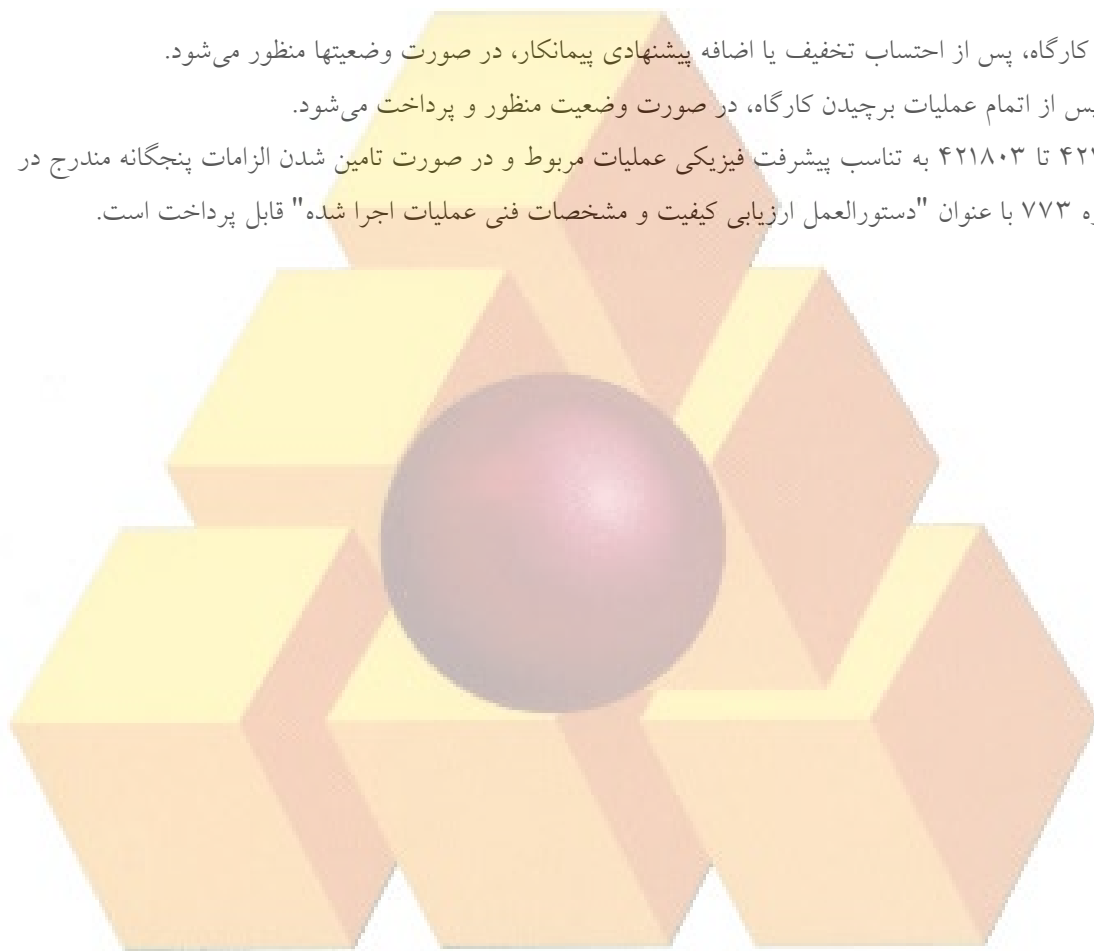 کارگاه، پس از احتساب تخفیف یا اضافه پیشنهادی پیمانکار، در صورت وضعیتها منظور می‌شود.
پس از اتمام عملیات برچیدن کارگاه، در صورت وضعیت منظور و پرداخت می‌شود.
تا ۴۲۱۸۰۳ به تناسب پیشرفت فیزیکی عملیات مربوط و در صورت تامین شدن الزامات پنجگانه مندرج در
۷۷۳ با عنوان "دستورالعمل ارزیابی کیفیت و مشخصات فنی عملیات اجرا شده" قابل پرداخت است.